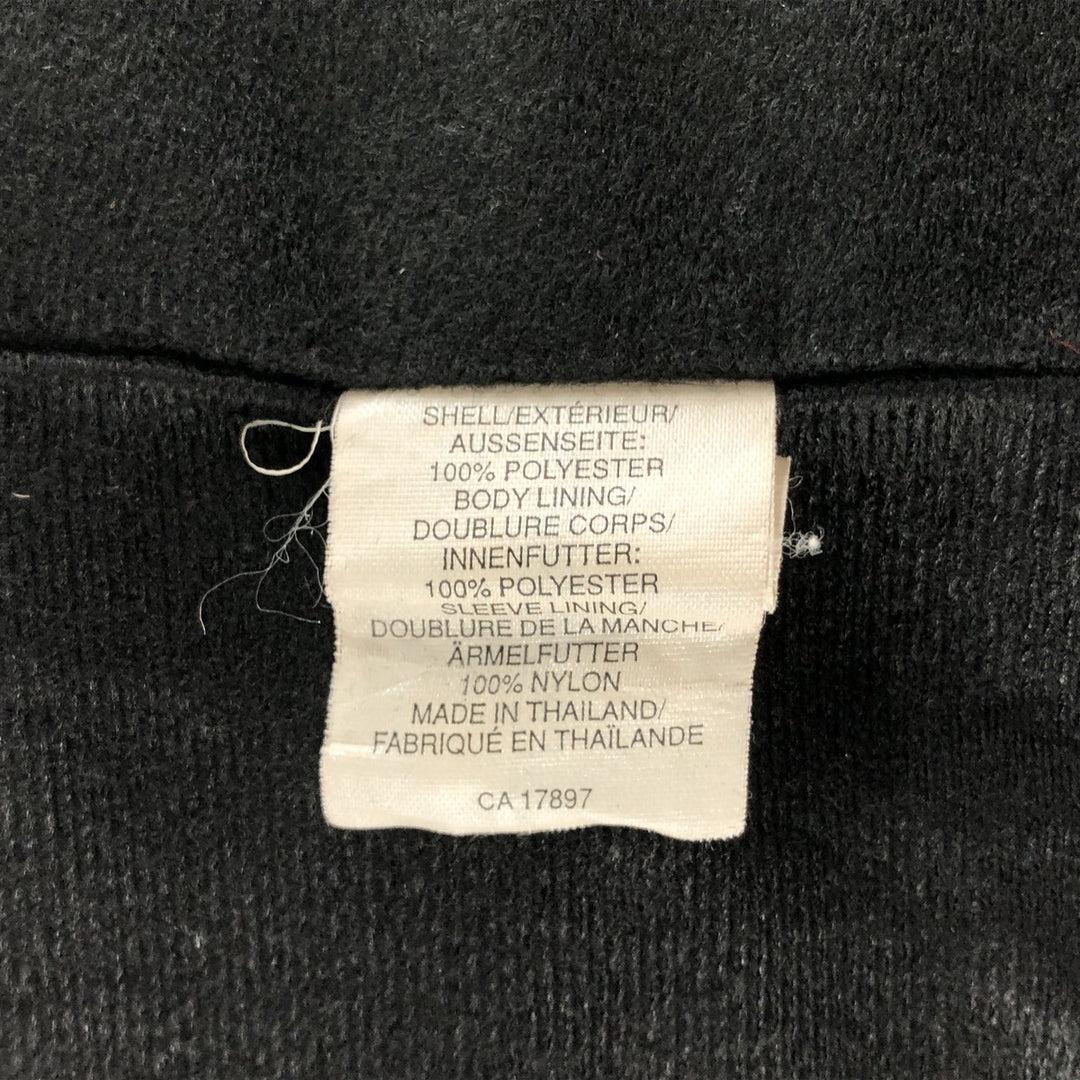 SHELL/EXTÉRIEUR/
AUSSENSEITE:
100% POLYESTER
BODY LINING/
DOUBLURE CORPS/
INNENFUTTER:
100% POLYESTER
SLEEVE LINING/
DOUBLURE DE LA MANCHE/
ÄRMELFUTTER
100% NYLON
MADE IN THAILAND/
FABRIQUÉ EN THAÏLANDE
CA 17897